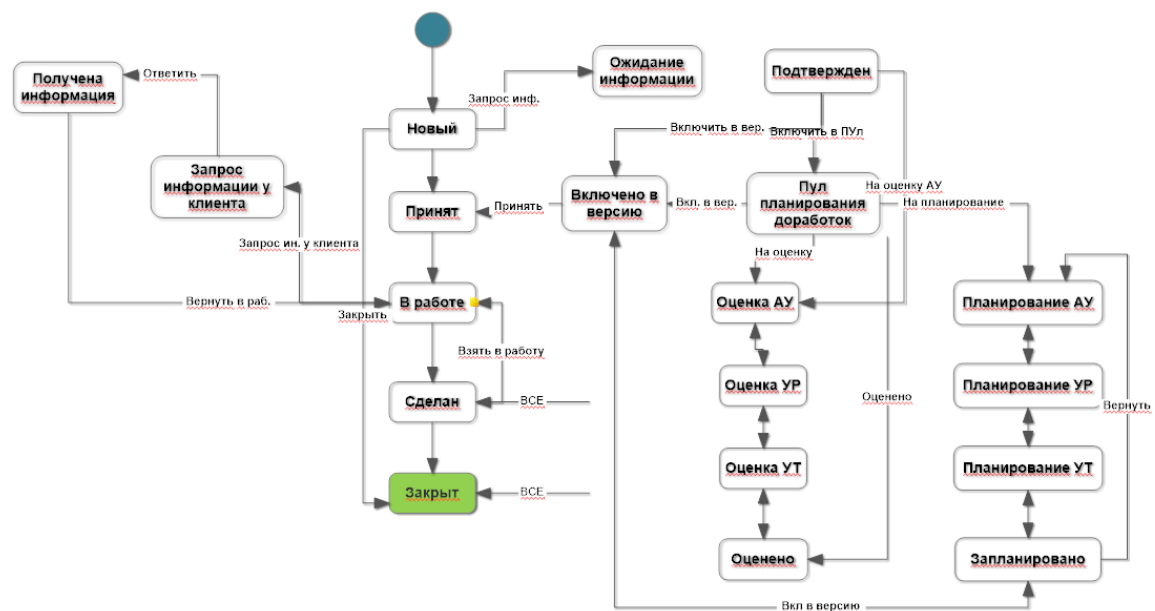 Получена
информация
Ответить
Запрос
информации у
клиента
Запрос ин. у клиента
Вернуть в раб.
Новый
Запрос инф.
Ожидание
информации
Принят
Принять
В работе
Закрыть
Взять в работу
Сделан
ВСЕ
Закрыт
ВСЕ
Подтвержден
Включить в вер.
Включить в ПУл
Включено в
версию
Вкл. в вер.
Пул
планирования
доработок
На оценку АУ
На планирование
На оценку
Оценка АУ
Оценка УР
Оценка УТ
Оценено
Оценено
Планирование АУ
Планирование УР
Вернуть
Планирование УТ
Запланировано
Вкл в версию